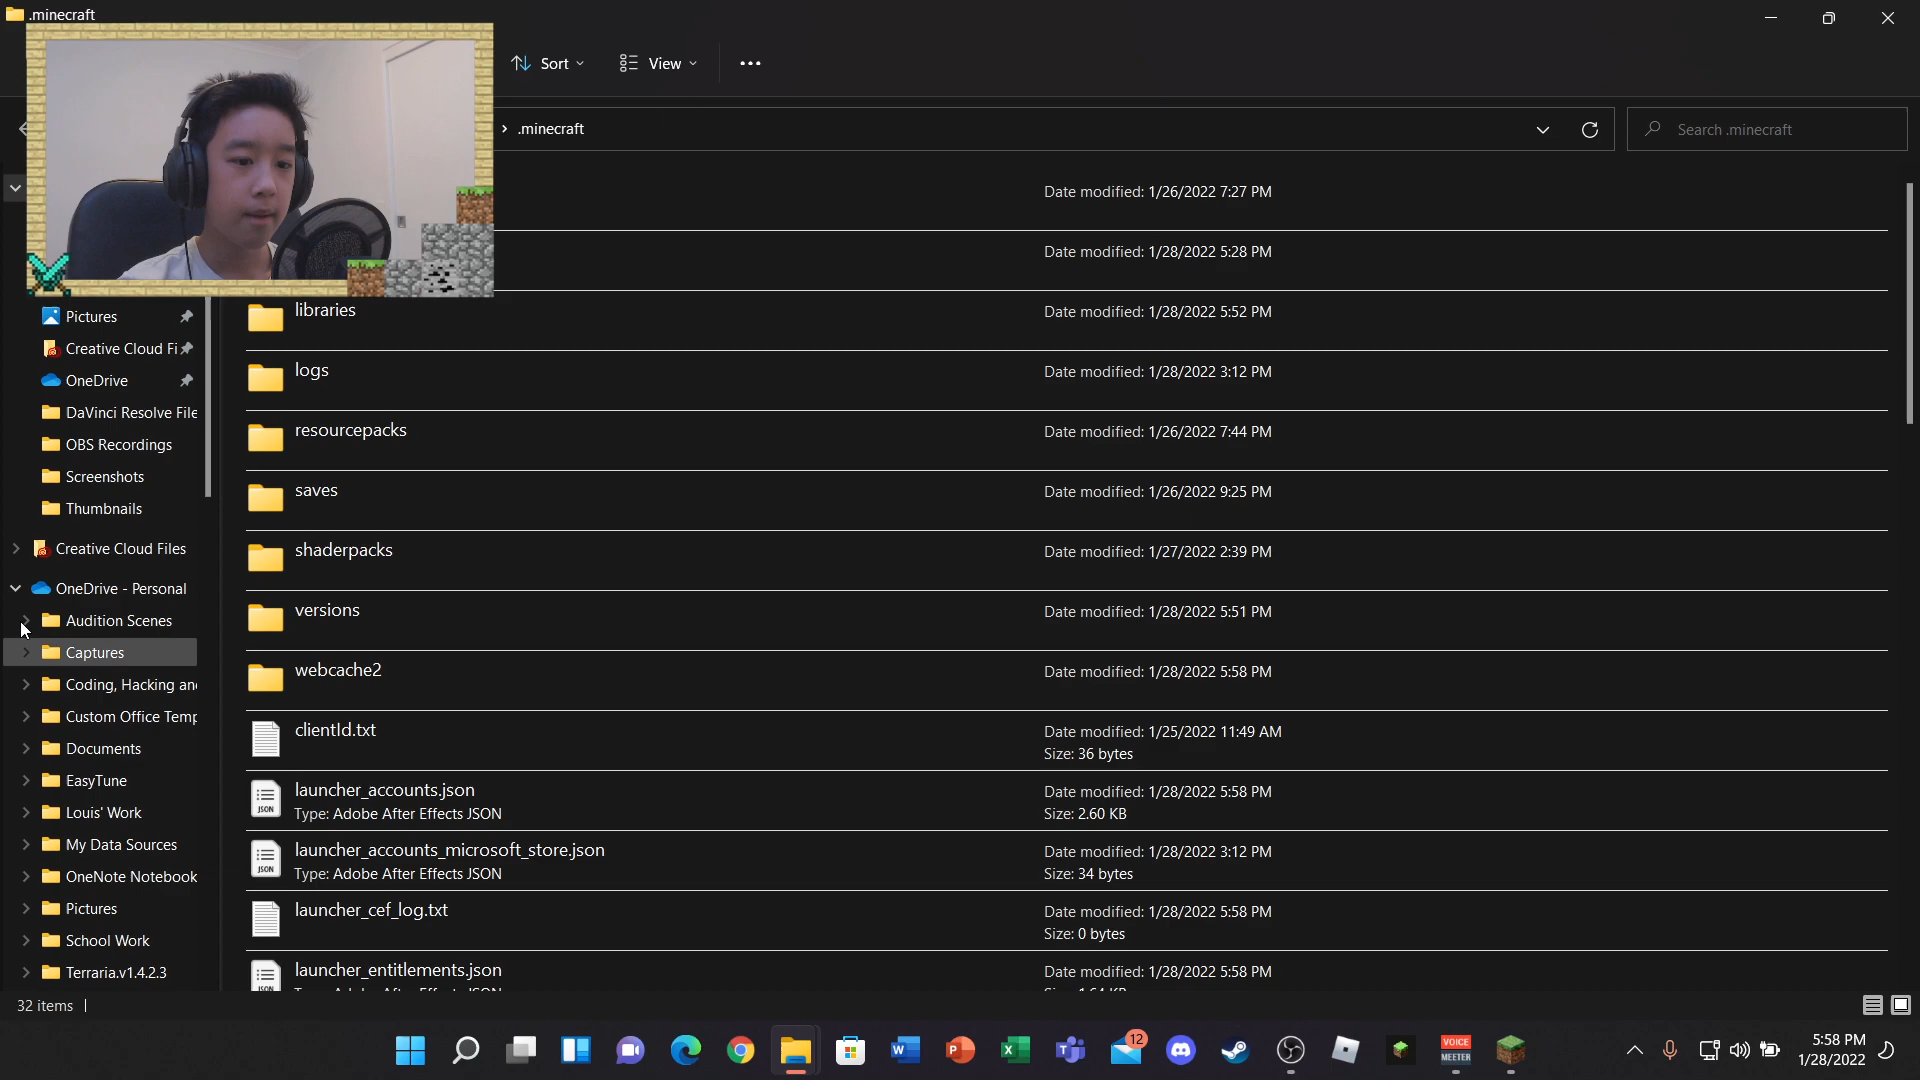 .minecraft
Sort
View
.minecraft
Search .minecraft
Date modified: 1/26/2022 7:27 PM
Date modified: 1/28/2022 5:28 PM
libraries
Date modified: 1/28/2022 5:52 PM
logs
Date modified: 1/28/2022 3:12 PM
resourcepacks
Date modified: 1/26/2022 7:44 PM
saves
Date modified: 1/26/2022 9:25 PM
shaderpacks
Date modified: 1/27/2022 2:39 PM
versions
Date modified: 1/28/2022 5:51 PM
webcache2
Date modified: 1/28/2022 5:58 PM
clientId.txt
Date modified: 1/25/2022 11:49 AM
Size: 36 bytes
launcher_accounts.json
Date modified: 1/28/2022 5:58 PM
Type: Adobe After Effects JSON
Size: 2.60 KB
launcher_accounts_microsoft_store.json
Date modified: 1/28/2022 3:12 PM
Type: Adobe After Effects JSON
Size: 34 bytes
launcher_cef_log.txt
Date modified: 1/28/2022 5:58 PM
Size: 0 bytes
launcher_entitlements.json
Date modified: 1/28/2022 5:58 PM
Pictures
Creative Cloud Fi
OneDrive
DaVinci Resolve File
OBS Recordings
Screenshots
Thumbnails
Creative Cloud Files
OneDrive - Personal
Audition Scenes
Captures
Coding, Hacking an
Custom Office Temp
Documents
EasyTune
Louis' Work
My Data Sources
OneNote Notebook
Pictures
School Work
Terraria.v1.4.2.3
32 items
12
VOICE
MEETER
5:58 PM
1/28/2022